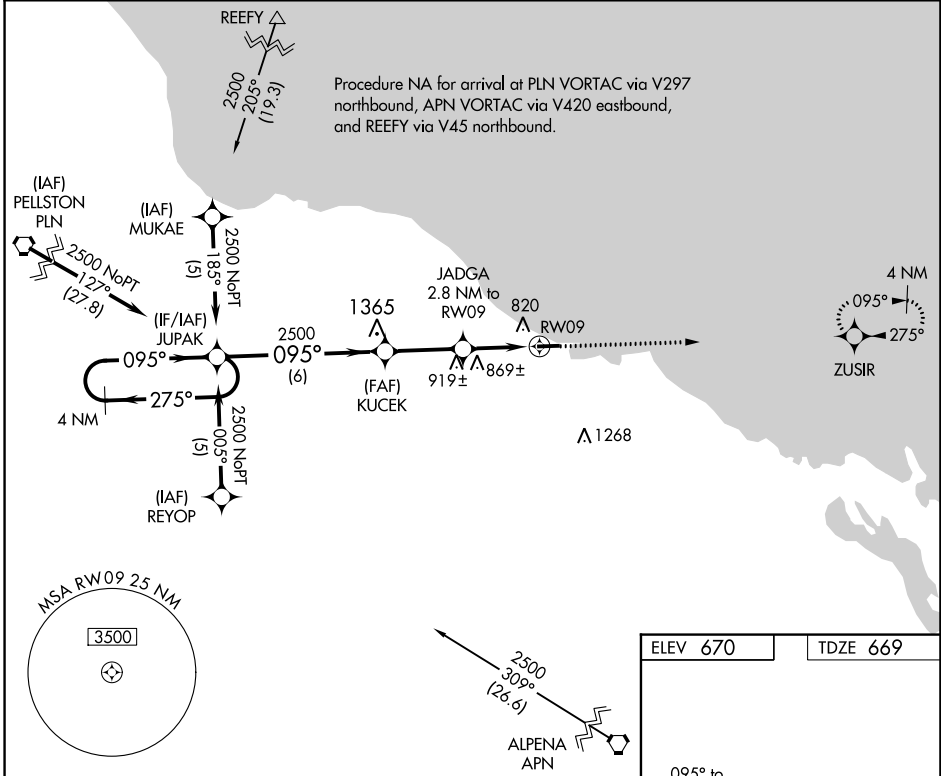 REEFY
2500
205°
(19.3)
Procedure NA for arrival at PLN VORTAC via V297
northbound, APN VORTAC via V420 eastbound,
and REEFY via V45 northbound.
(IAF)
PELLSTON
PLN
2500 NoPT
127°
(27.8)
(IAF)
MUKAE
2500 NoPT
185°
(5)
(IF/IAF)
JUPAK
2500
095°
(6)
1365
JADGA
2.8 NM to
RW09
820
RW09
4 NM
095°
275°
ZUSIR
095°
275°
4 NM
(FAF)
KUCEK
919±
869±
1268
2500 NoPT
005°
(5)
(IAF)
REYOP
MSA RW09 25 NM
3500
2500
309°
(26.6)
ALPENA
APN
ELEV 670
TDZE 669
095° to